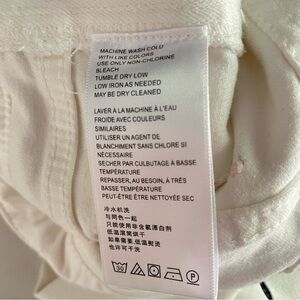 MACHINE WASH COLD
WITH LIKE COLORS
USE ONLY NON-CHLORINE
BLEACH
TUMBLE DRY LOW
LOW IRON AS NEEDED
MAY BE DRY CLEANED
LAVER À LA MACHINE À L'EAU
FROIDE AVEC COULEURS
SIMILAIRES
UTILISER UN AGENT DE
BLANCHIMENT SANS CHLORE SI
NÉCESSAIRE
SECHER PAR CULBUTAGE À BASSE
TEMPÉRATURE
REPASSER, AU BESOIN, À TRÈS
BASSE TEMPÉRATURE
PEUT-ÊTRE ÊTRE NETTOYÉE SEC
冷水机洗
与同色一起
只能使用非含氯漂白剂
低温滚筒烘干
如果需要,低温熨烫
也许可干洗
30